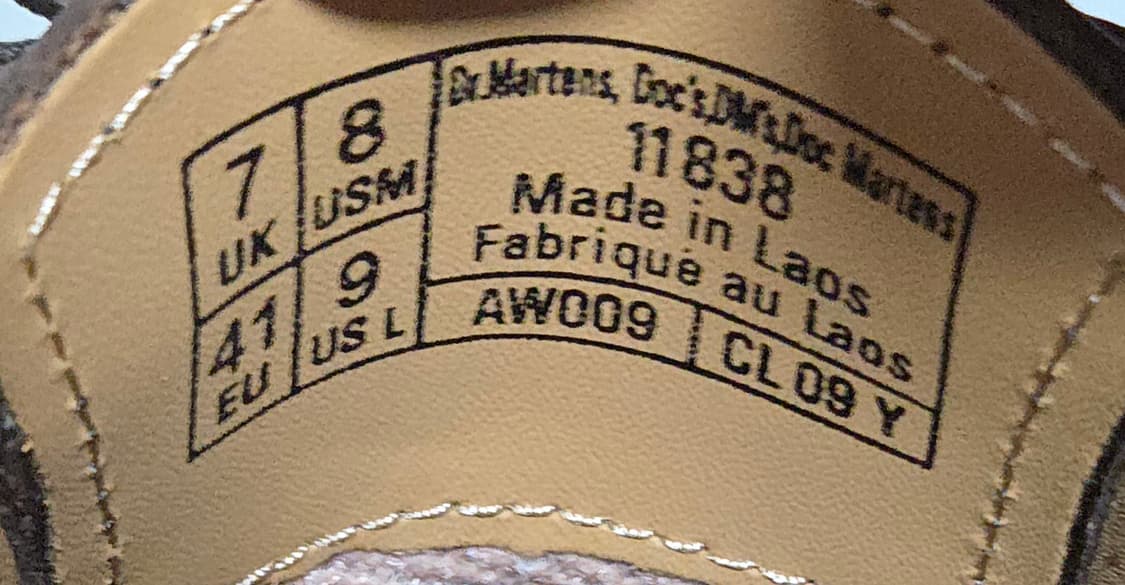 7
UK
8
USM
41
EU
9
US L
Dr.Martens, Doc's,DM's,Doc Martens
11838
Made in Laos
Fabriqué au Laos
AW009
CL 09 Y